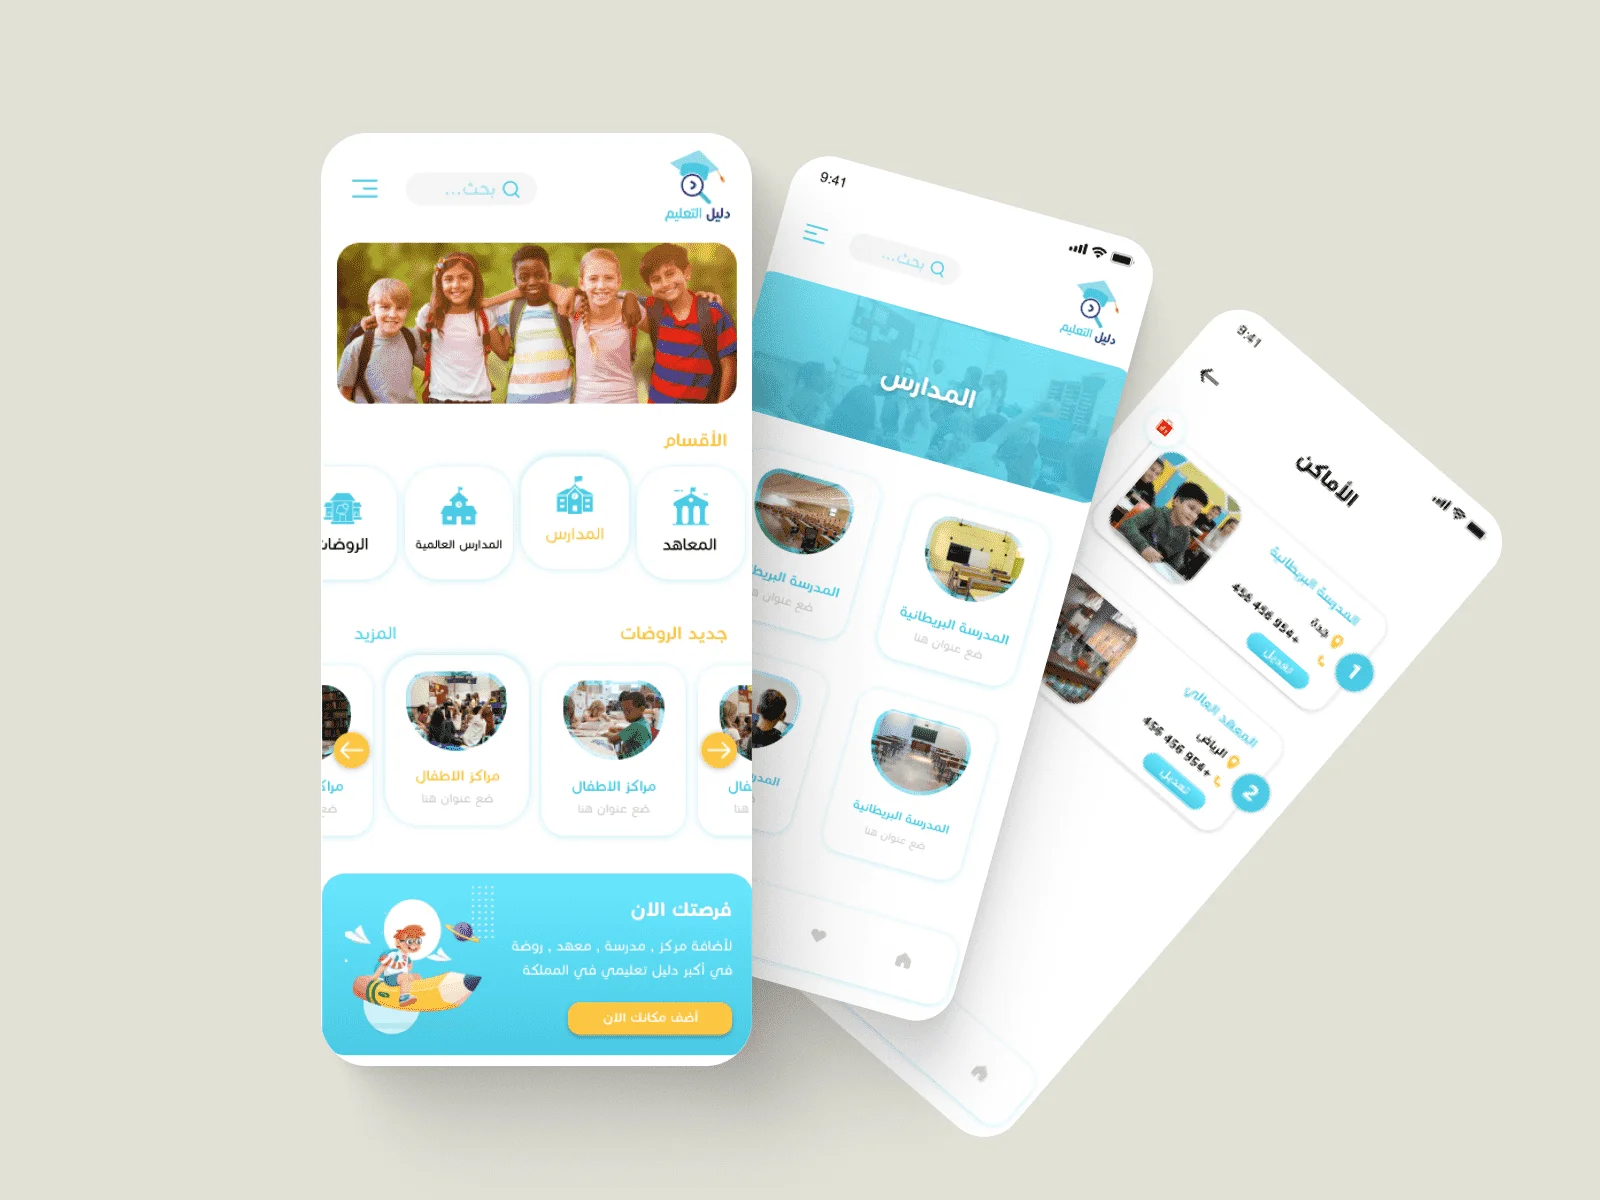 بحث...
دليل التعليم
الأقسام
المعاهد
المدارس
المدارس العالمية
الروضات
جديد الروضات
المزيد
مراكز الاطفال
ضع عنوان هنا
مراكز الاطفال
ضع عنوان هنا
فرصتك الان
لأضافة مركز , مدرسة , معهد , روضة
في أكبر دليل تعليمي في المملكة
أضف مكانك الان
9:41
بحث...
دليل التعليم
المدارس
المدرسة البريطانية
ضع عنوان هنا
المدرسة
ضع عنوان
المدرسة البريطانية
ضع عنوان هنا
9:41
الأماكن
المدرسة البريطانية
جدة
+954 456 456
تعديل
1
المعهد العالي
الرياض
+954 456 456
تعديل
2